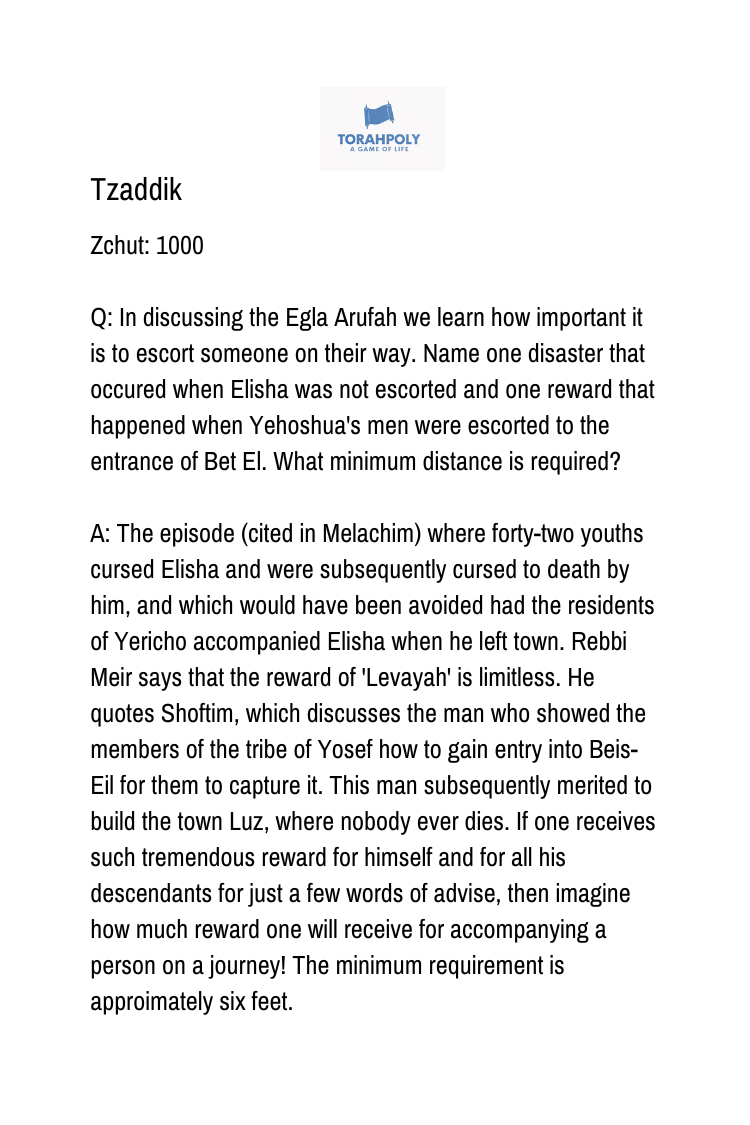 TORAHPOLY
A GAME OF LIFE
Tzaddik
Zchut: 1000
Q: In discussing the Egla Arufah we learn how important it
is to escort someone on their way. Name one disaster that
occured when Elisha was not escorted and one reward that
happened when Yehoshua's men were escorted to the
entrance of Bet El. What minimum distance is required?
A: The episode (cited in Melachim) where forty-two youths
cursed Elisha and were subsequently cursed to death by
him, and which would have been avoided had the residents
of Yericho accompanied Elisha when he left town. Rebbi
Meir says that the reward of 'Levayah' is limitless. He
quotes Shoftim, which discusses the man who showed the
members of the tribe of Yosef how to gain entry into Beis-
Eil for them to capture it. This man subsequently merited to
build the town Luz, where nobody ever dies. If one receives
such tremendous reward for himself and for all his
descendants for just a few words of advise, then imagine
how much reward one will receive for accompanying a
person on a journey! The minimum requirement is
approimately six feet.